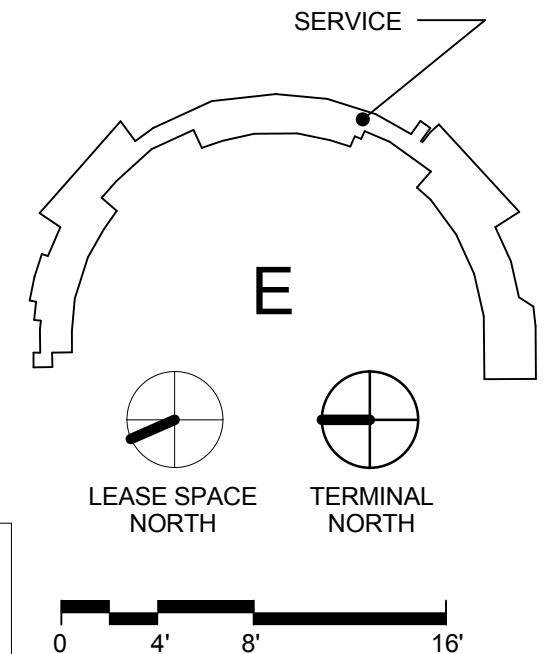 SERVICE
E
LEASE SPACE
NORTH
TERMINAL
NORTH
0 4' 8' 16'